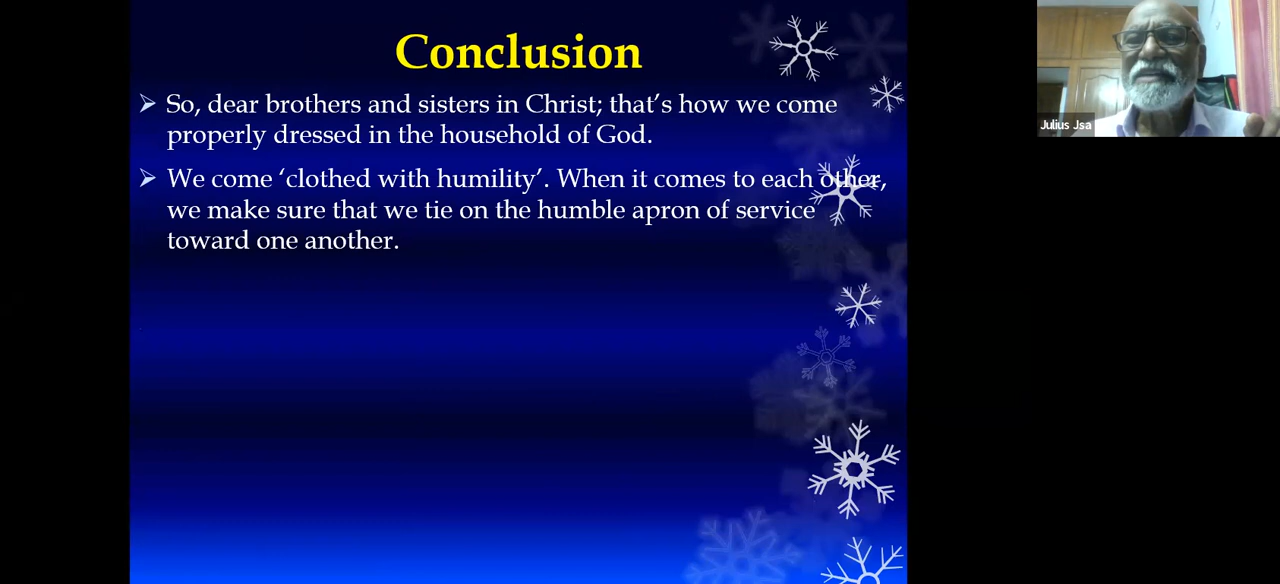 Conclusion
So, dear brothers and sisters in Christ; that’s how we come
properly dressed in the household of God.
We come ‘clothed with humility’. When it comes to each other,
we make sure that we tie on the humble apron of service
toward one another.
Julius Jsa